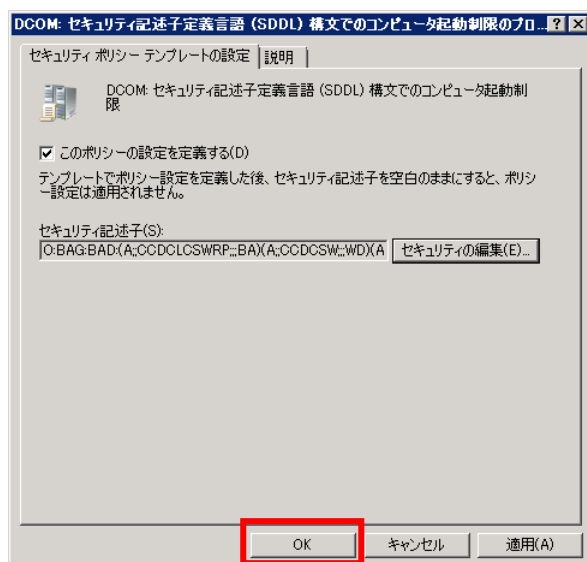 DCOM: セキュリティ記述子定義言語 (SDDL) 構文でのコンピュータ起動制限のプロ... ? X
セキュリティ ポリシー テンプレートの設定 説明
DCOM: セキュリティ記述子定義言語 (SDDL) 構文でのコンピュータ起動制
限
このポリシーの設定を定義する(D)
テンプレートでポリシー設定を定義した後、セキュリティ記述子を空白のままにすると、ポリシ
ー設定は適用されません。
セキュリティ記述子(S):
O:BAG:BAD:(A;;CCDCLCSWRP;;;BA)(A;;CCDCSW;;;WD)(A セキュリティの編集(E)...
OK キャンセル 適用(A)